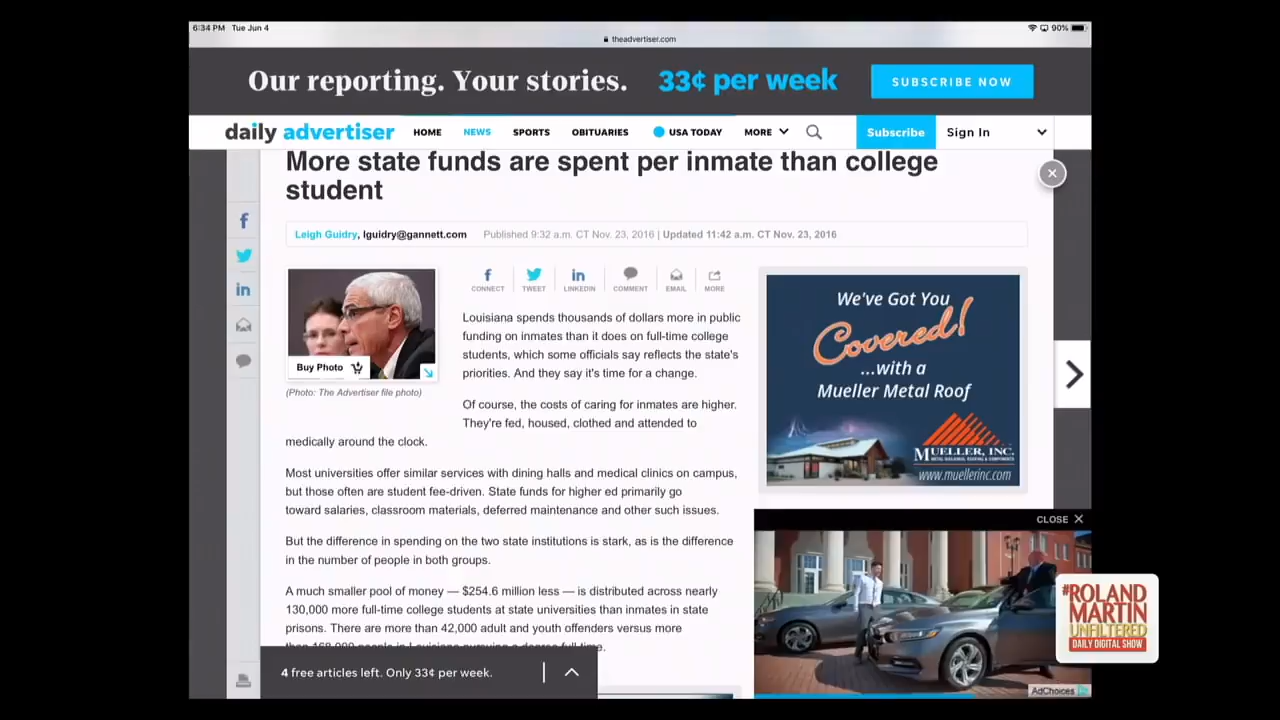 6:34 PM Tue Jun 4
90%
theadvertiser.com
Our reporting. Your stories. 33¢ per week SUBSCRIBE NOW
daily advertiser HOME NEWS SPORTS OBITUARIES USA TODAY MORE Subscribe Sign In
More state funds are spent per inmate than college
student
Leigh Guidry, lguidry@gannett.com Published 9:32 a.m. CT Nov. 23, 2016 | Updated 11:42 a.m. CT Nov. 23, 2016
Buy Photo
(Photo: The Advertiser file photo)
CONNECT TWEET LINKEDIN COMMENT EMAIL MORE
Louisiana spends thousands of dollars more in public
funding on inmates than it does on full-time college
students, which some officials say reflects the state's
priorities. And they say it's time for a change.
Of course, the costs of caring for inmates are higher.
They're fed, housed, clothed and attended to
medically around the clock.
Most universities offer similar services with dining halls and medical clinics on campus,
but those often are student fee-driven. State funds for higher ed primarily go
toward salaries, classroom materials, deferred maintenance and other such issues.
But the difference in spending on the two state institutions is stark, as is the difference
in the number of people in both groups.
A much smaller pool of money — $254.6 million less — is distributed across nearly
130,000 more full-time college students at state universities than inmates in state
prisons. There are more than 42,000 adult and youth offenders versus more
than 168,000 people in Louisiana pursuing a degree full-time.
4 free articles left. Only 33¢ per week.
We've Got You
Covered!
...with a
Mueller Metal Roof
MUELLER, INC.
www.muellerinc.com
CLOSE
AdChoices
#ROLAND
MARTIN
UNFILTERED
DAILY DIGITAL SHOW